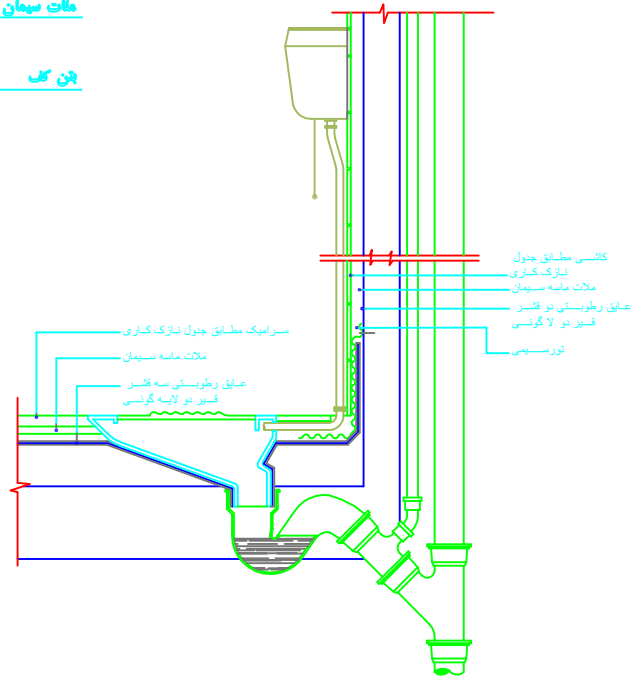 ملات سیمان
بتن کف
کاشی مطابق جدول
نازک کاری
ملات ماسه سیمان
عایق رطوبتی دو قشر
قیر دو لا گونی
تورسیمی
سرامیک مطابق جدول نازک کاری
ملات ماسه سیمان
عایق رطوبتی سه قشر
قیر دو لایه گونی